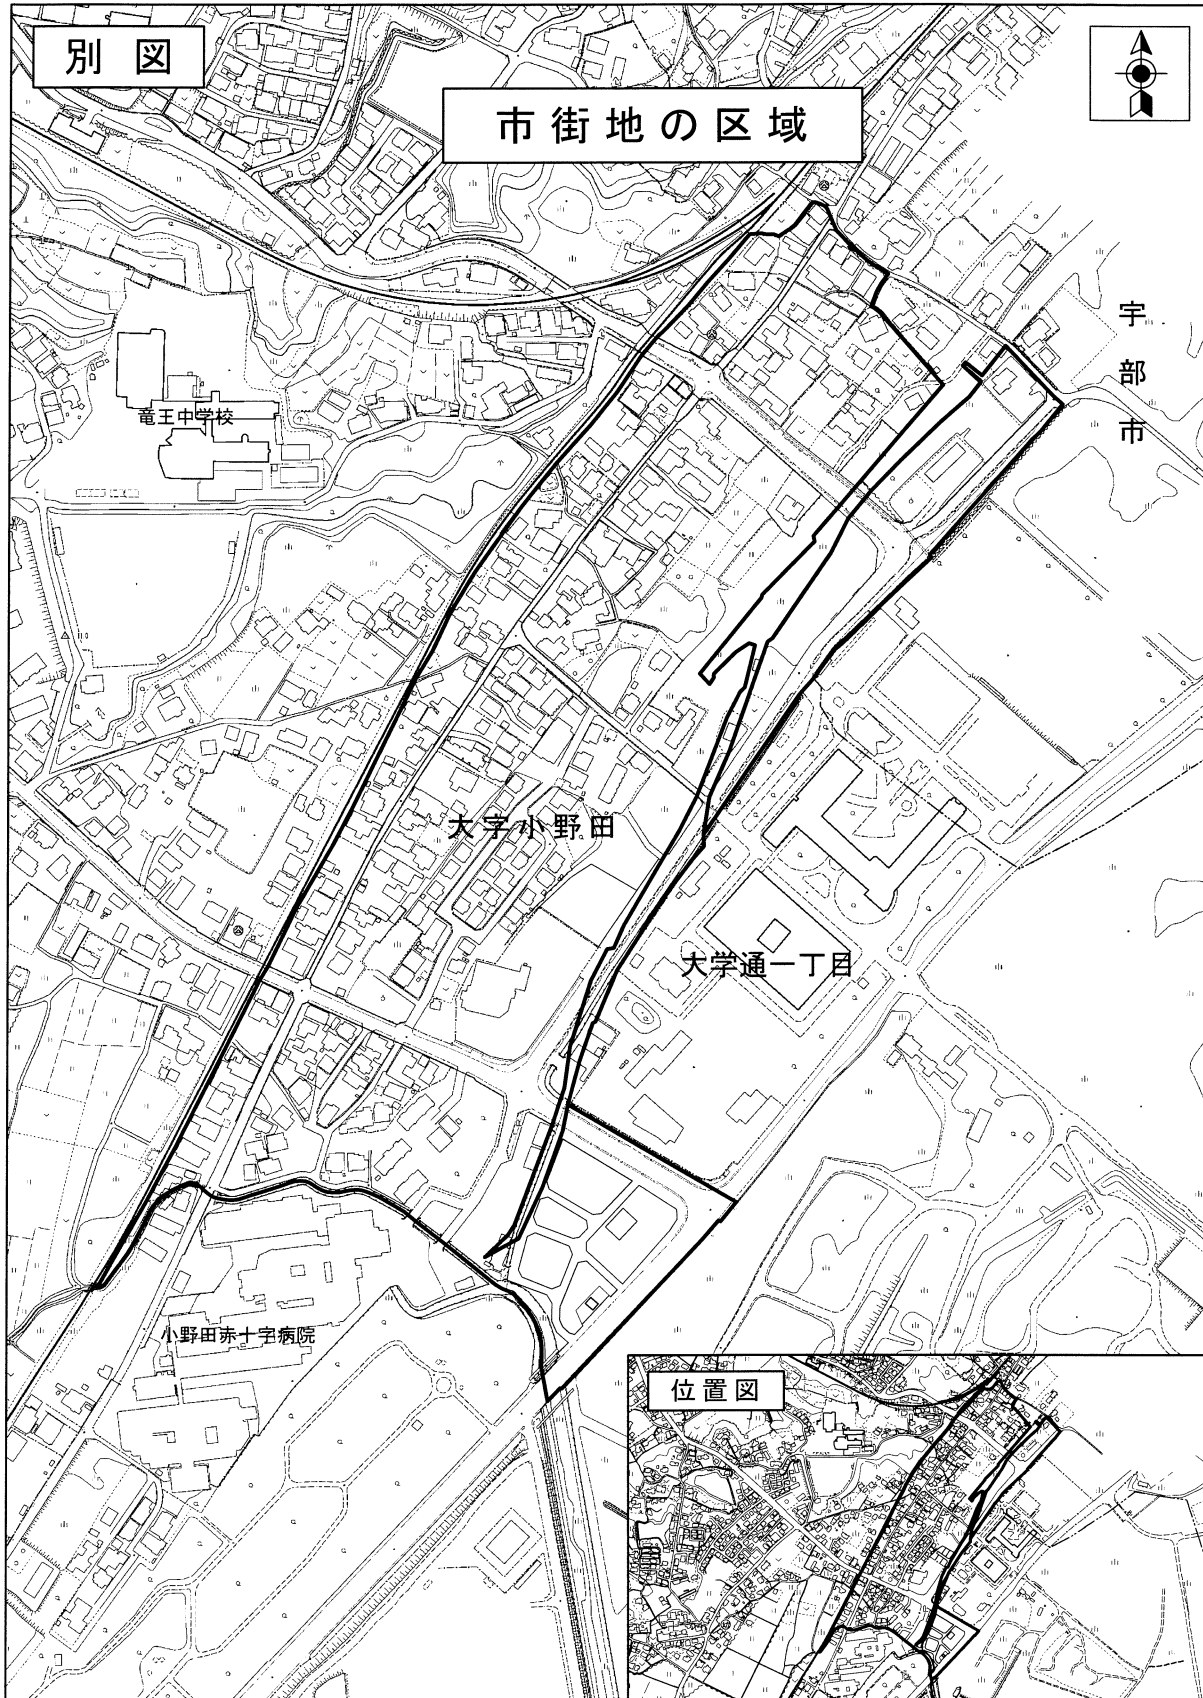 別図
市街地の区域
宇部市
竜王中学校
大字小野田
大学通一丁目
小野田赤十字病院
位置図